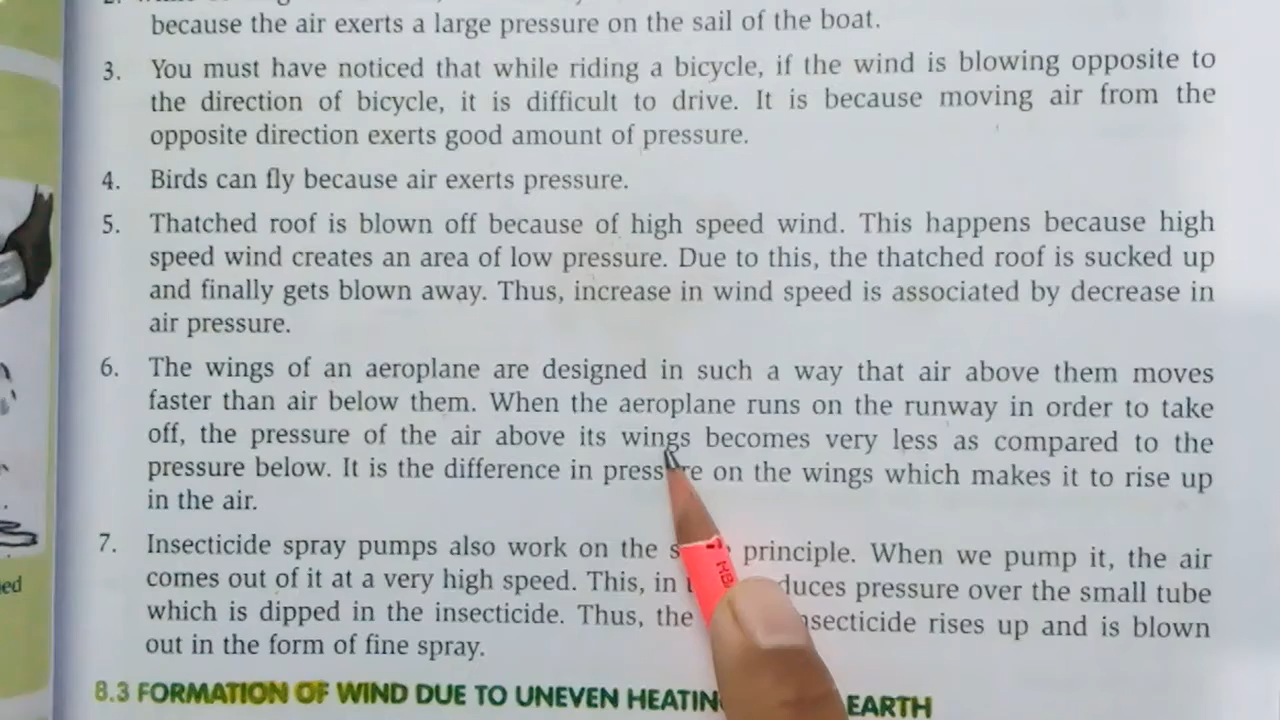 because the air exerts a large pressure on the sail of the boat.
3. You must have noticed that while riding a bicycle, if the wind is blowing opposite to
the direction of bicycle, it is difficult to drive. It is because moving air from the
opposite direction exerts good amount of pressure.
4. Birds can fly because air exerts pressure.
5. Thatched roof is blown off because of high speed wind. This happens because high
speed wind creates an area of low pressure. Due to this, the thatched roof is sucked up
and finally gets blown away. Thus, increase in wind speed is associated by decrease in
air pressure.
6. The wings of an aeroplane are designed in such a way that air above them moves
faster than air below them. When the aeroplane runs on the runway in order to take
off, the pressure of the air above its wings becomes very less as compared to the
pressure below. It is the difference in pressure on the wings which makes it to rise up
in the air.
7. Insecticide spray pumps also work on the principle. When we pump it, the air
comes out of it at a very high speed. This, in pressure over the small tube
which is dipped in the insecticide. Thus, the insecticide rises up and is blown
out in the form of fine spray.
8.3 FORMATION OF WIND DUE TO UNEVEN EARTH
ed
HB